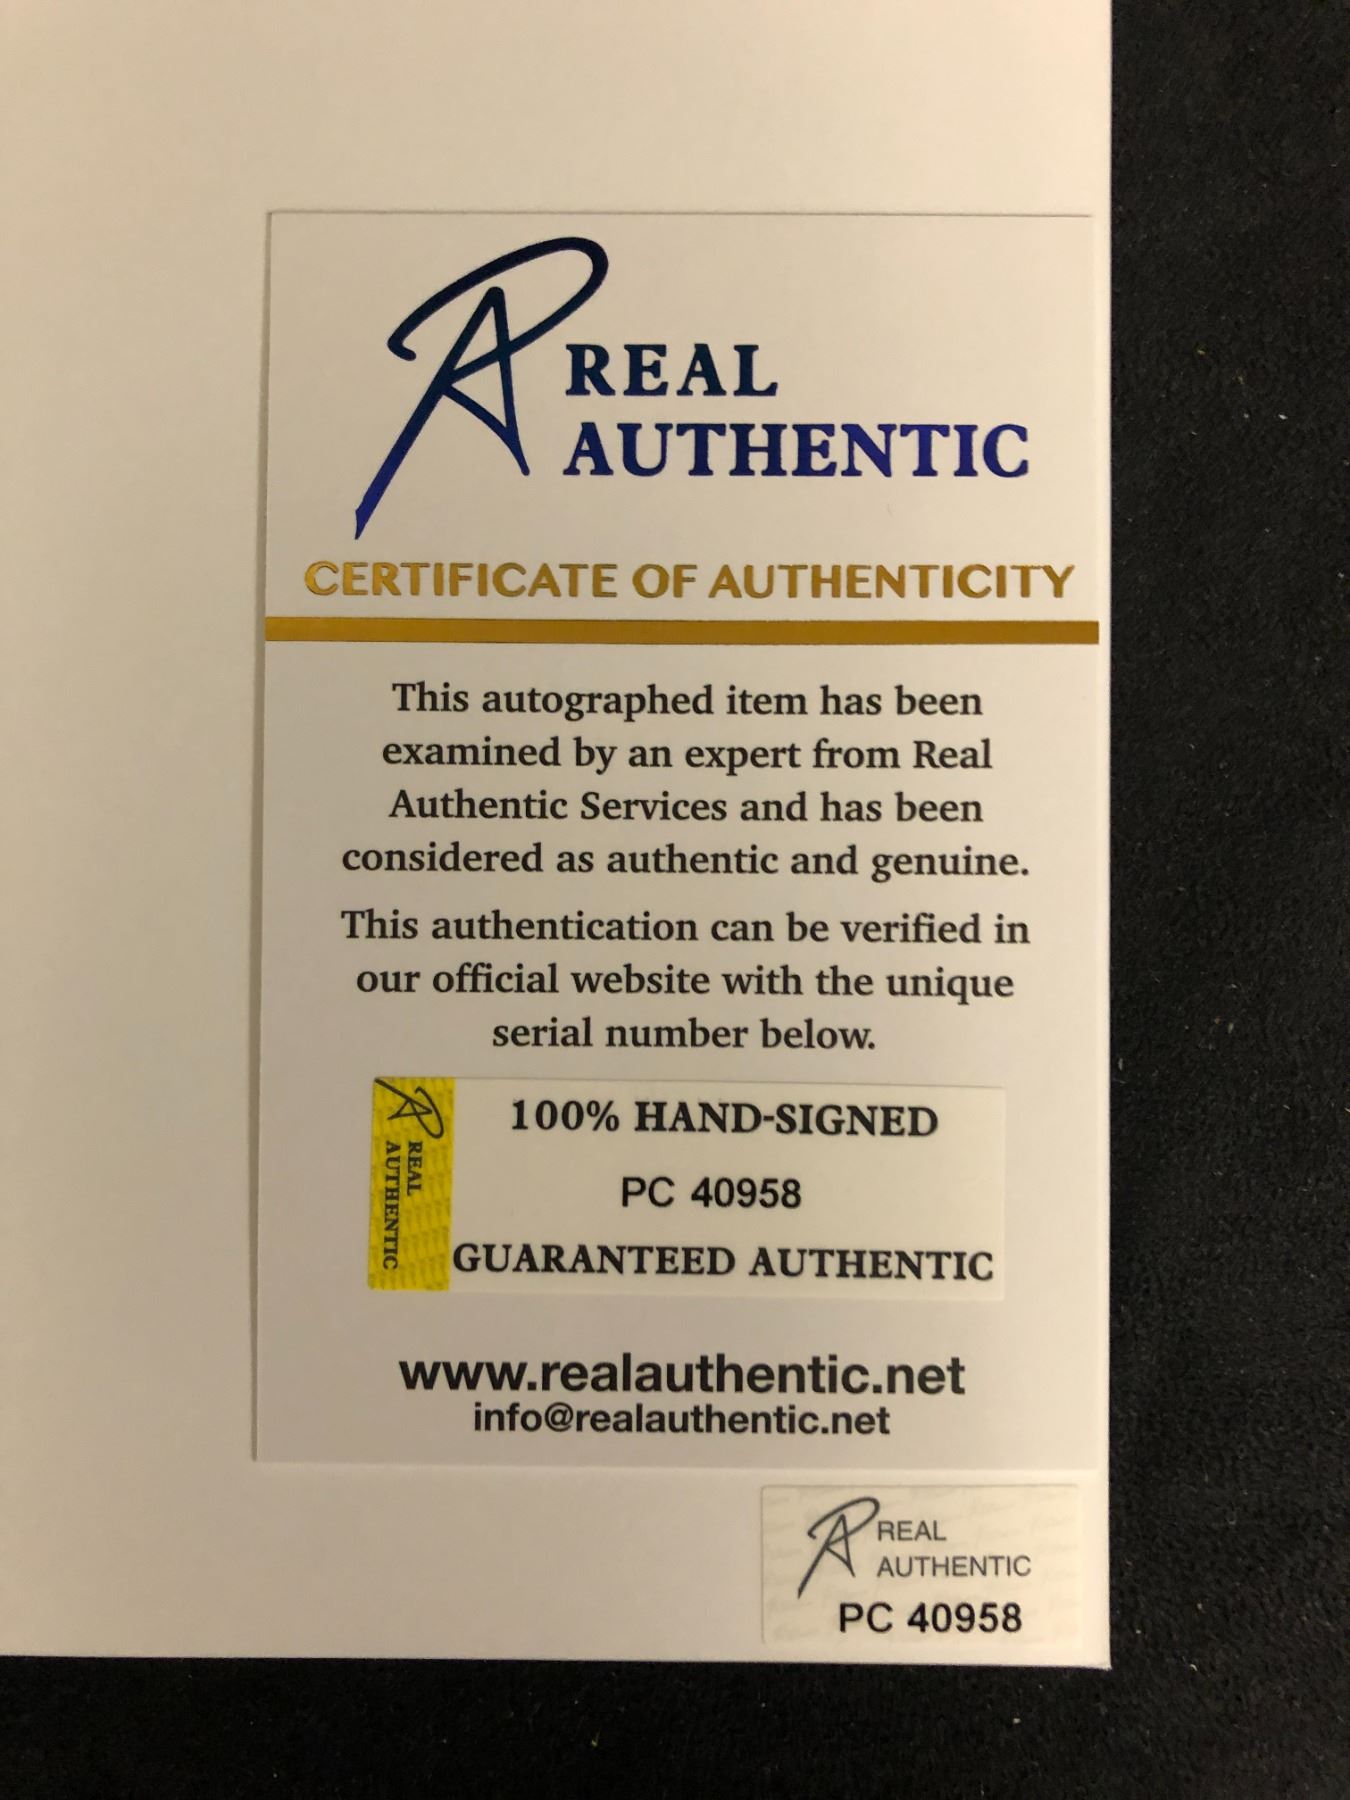 REAL
AUTHENTIC
CERTIFICATE OF AUTHENTICITY
This autographed item has been
examined by an expert from Real
Authentic Services and has been
considered as authentic and genuine.
This authentication can be verified in
our official website with the unique
serial number below.
REAL
AUTHENTIC
100% HAND-SIGNED
PC 40958
GUARANTEED AUTHENTIC
www.realauthentic.net
info@realauthentic.net
REAL
AUTHENTIC
PC 40958